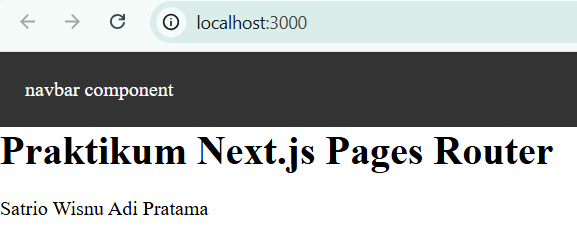 localhost:3000
navbar component
Praktikum Next.js Pages Router
Satrio Wisnu Adi Pratama